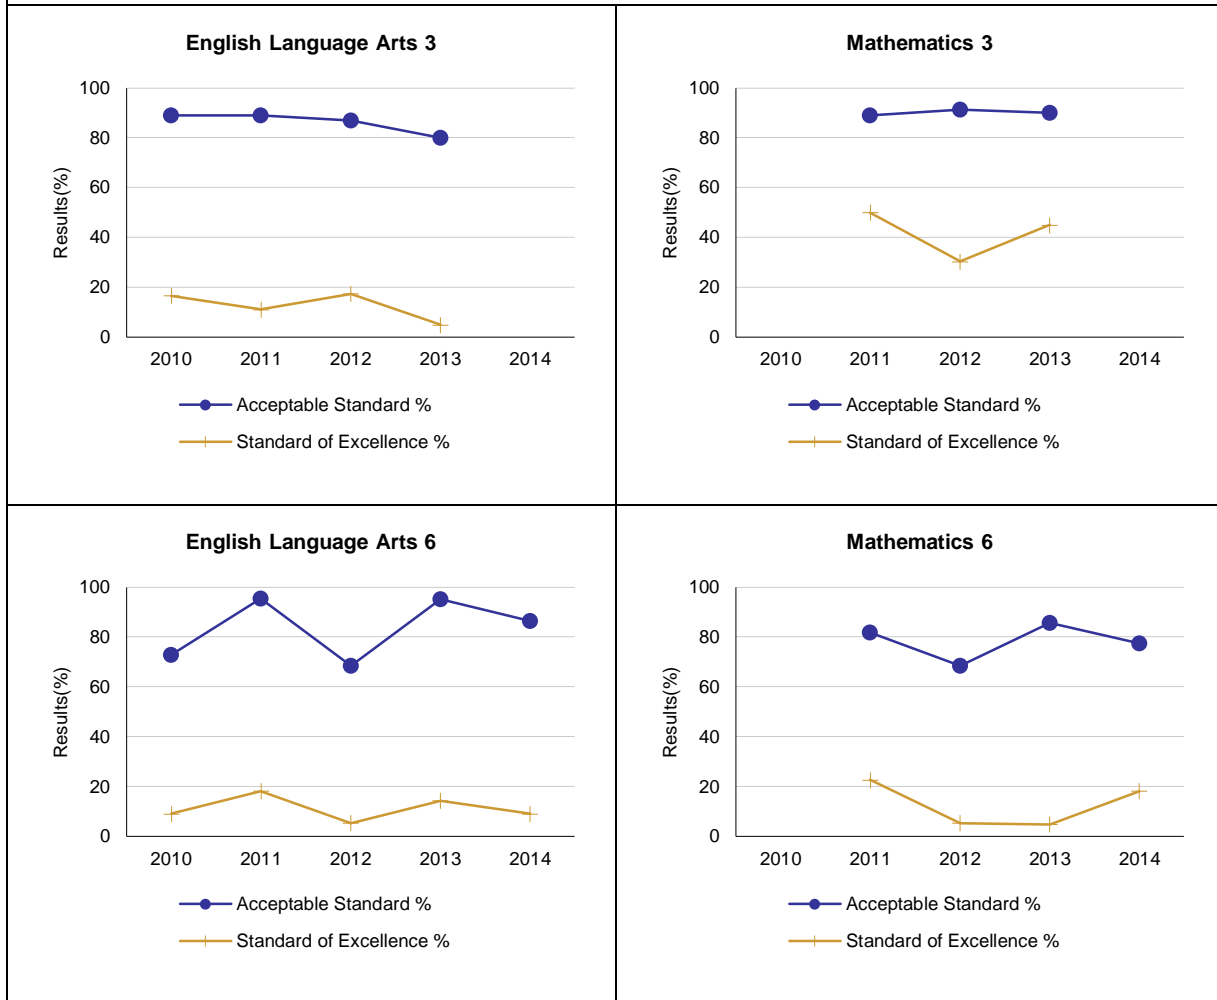 English Language Arts 3
100
80
60
40
20
0
Results(%)
2010 2011 2012 2013 2014
Acceptable Standard %
Standard of Excellence %
Mathematics 3
100
80
60
40
20
0
Results(%)
2010 2011 2012 2013 2014
Acceptable Standard %
Standard of Excellence %
English Language Arts 6
100
80
60
40
20
0
Results(%)
2010 2011 2012 2013 2014
Acceptable Standard %
Standard of Excellence %
Mathematics 6
100
80
60
40
20
0
Results(%)
2010 2011 2012 2013 2014
Acceptable Standard %
Standard of Excellence %